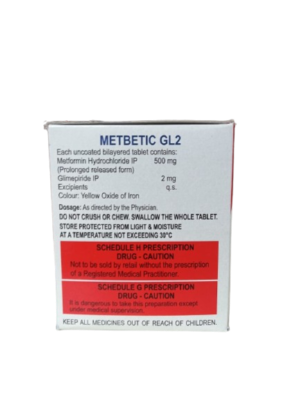 METBETIC GL2
Each uncoated bilayered tablet contains:
Metformin Hydrochloride IP 500 mg
(Prolonged released form)
Glimepiride IP 2 mg
Excipients q.s.
Colour: Yellow Oxide of Iron
Dosage: As directed by the Physician.
DO NOT CRUSH OR CHEW. SWALLOW THE WHOLE TABLET.
STORE PROTECTED FROM LIGHT & MOISTURE
AT A TEMPERATURE NOT EXCEEDING 30°C
SCHEDULE H PRESCRIPTION
DRUG - CAUTION
Not to be sold by retail without the prescription
of a Registered Medical Practitioner.
SCHEDULE G PRESCRIPTION
DRUG - CAUTION
It is dangerous to take this preparation except
under medical supervision.
KEEP ALL MEDICINES OUT OF REACH OF CHILDREN.